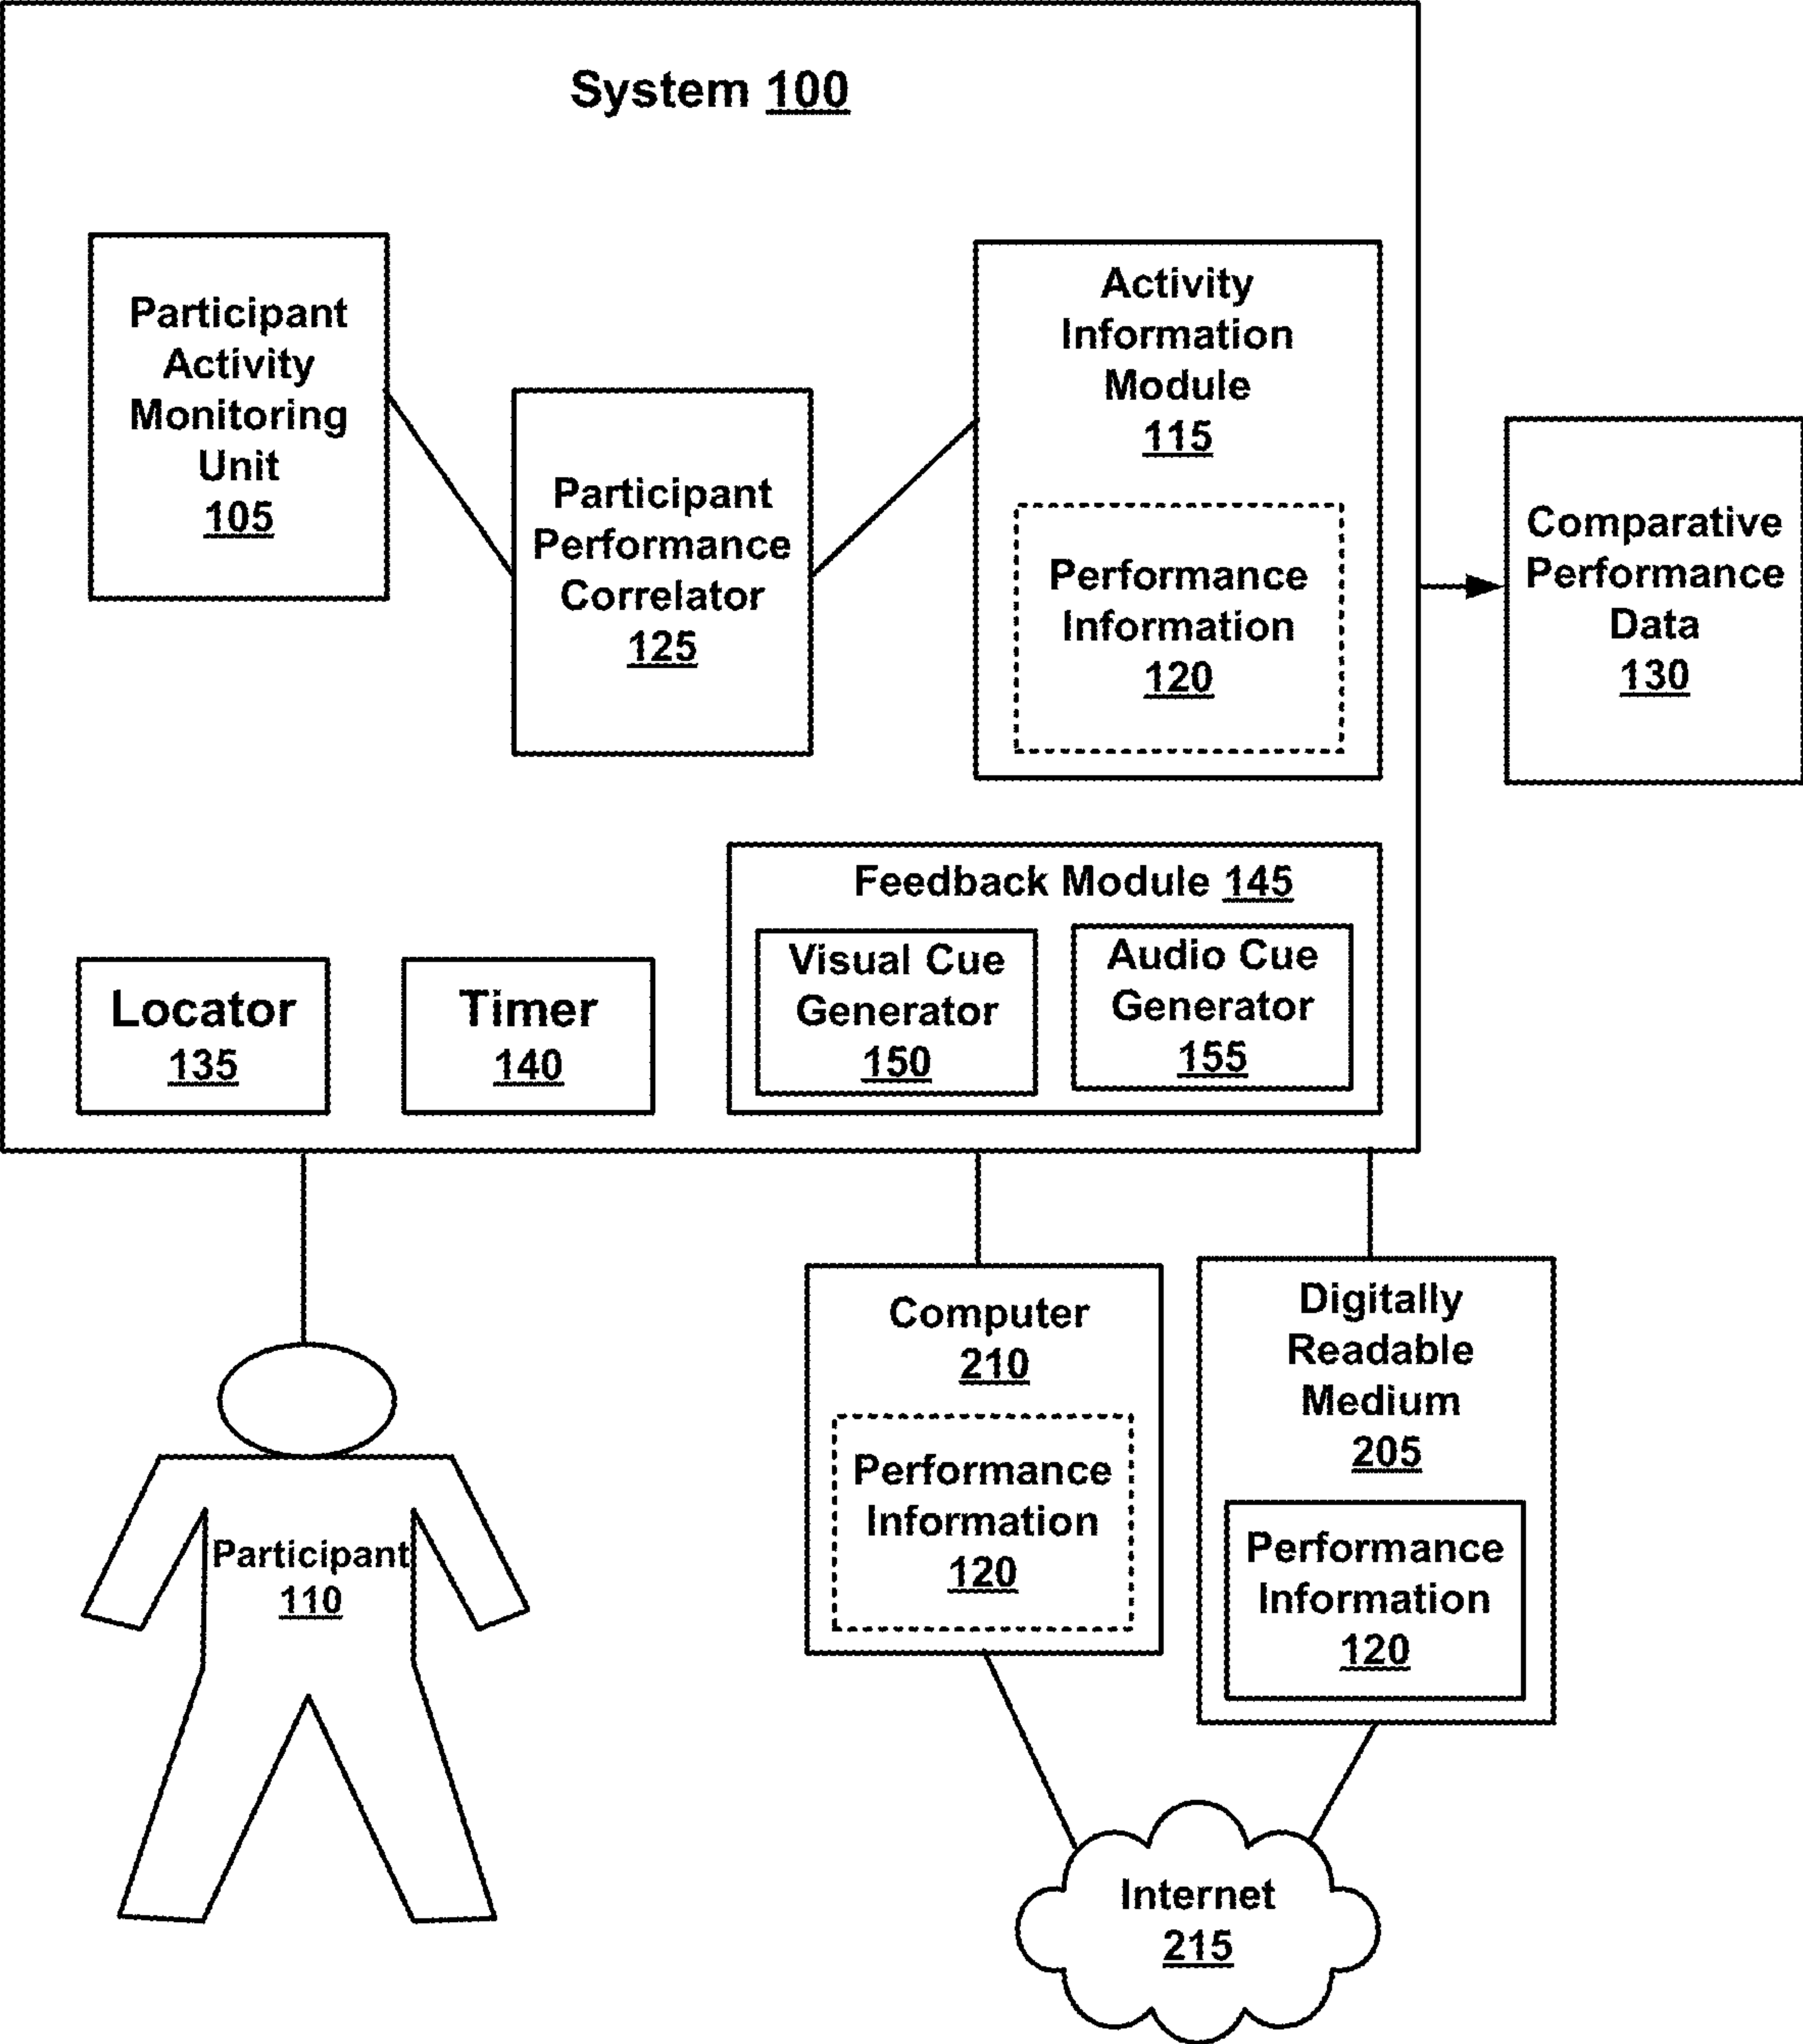 System 100
Participant
Activity
Monitoring
Unit
105
Participant
Performance
Correlator
125
Activity
Information
Module
115
Performance
Information
120
Comparative
Performance
Data
130
Locator
135
Timer
140
Feedback Module 145
Visual Cue
Generator
150
Audio Cue
Generator
155
Participant
110
Computer
210
Performance
Information
120
Digitally
Readable
Medium
205
Performance
Information
120
Internet
215